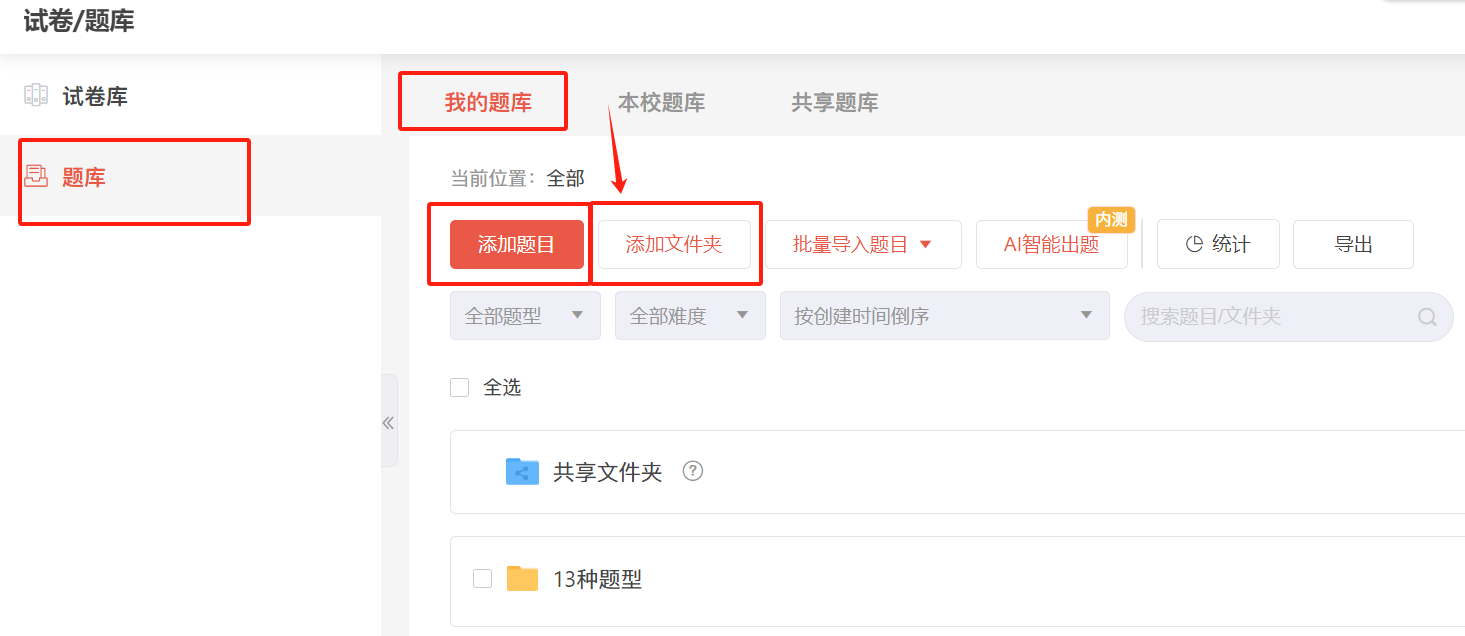 试卷/题库
试卷库
题库
我的题库 本校题库 共享题库
当前位置：全部
添加题目 添加文件夹 批量导入题目 AI智能出题 内测 统计 导出
全部题型 全部难度 按创建时间倒序 搜索题目/文件夹
全选
共享文件夹 ?
13种题型